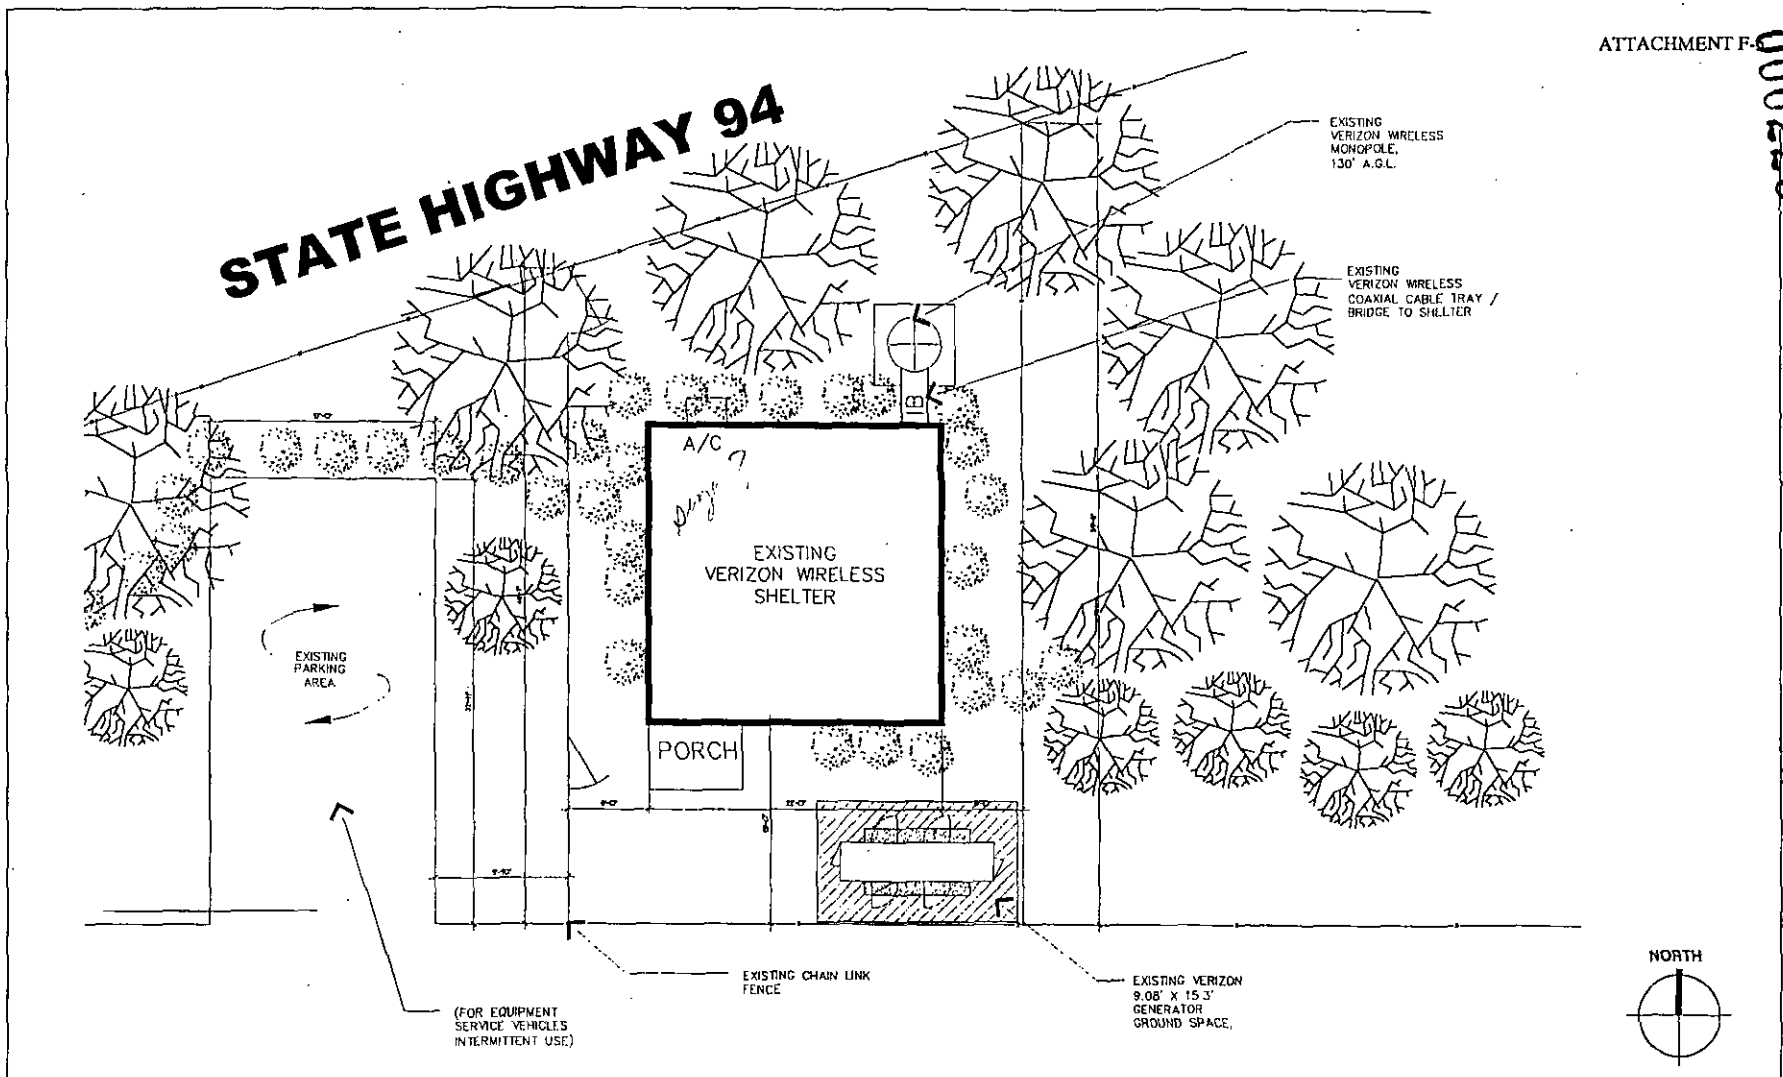 ATTACHMENT F-
STATE HIGHWAY 94
EXISTING
VERIZON WIRELESS
MONOPOLE,
130' A.G.L.
EXISTING
VERIZON WIRELESS
COAXIAL CABLE TRAY /
BRIDGE TO SHELTER
A/C
EXISTING
VERIZON WIRELESS
SHELTER
EXISTING
PARKING
AREA
PORCH
EXISTING CHAIN LINK
FENCE
EXISTING VERIZON
9.08' X 15.3'
GENERATOR
GROUND SPACE,
(FOR EQUIPMENT
SERVICE VEHICLES
INTERMITTENT USE)
NORTH